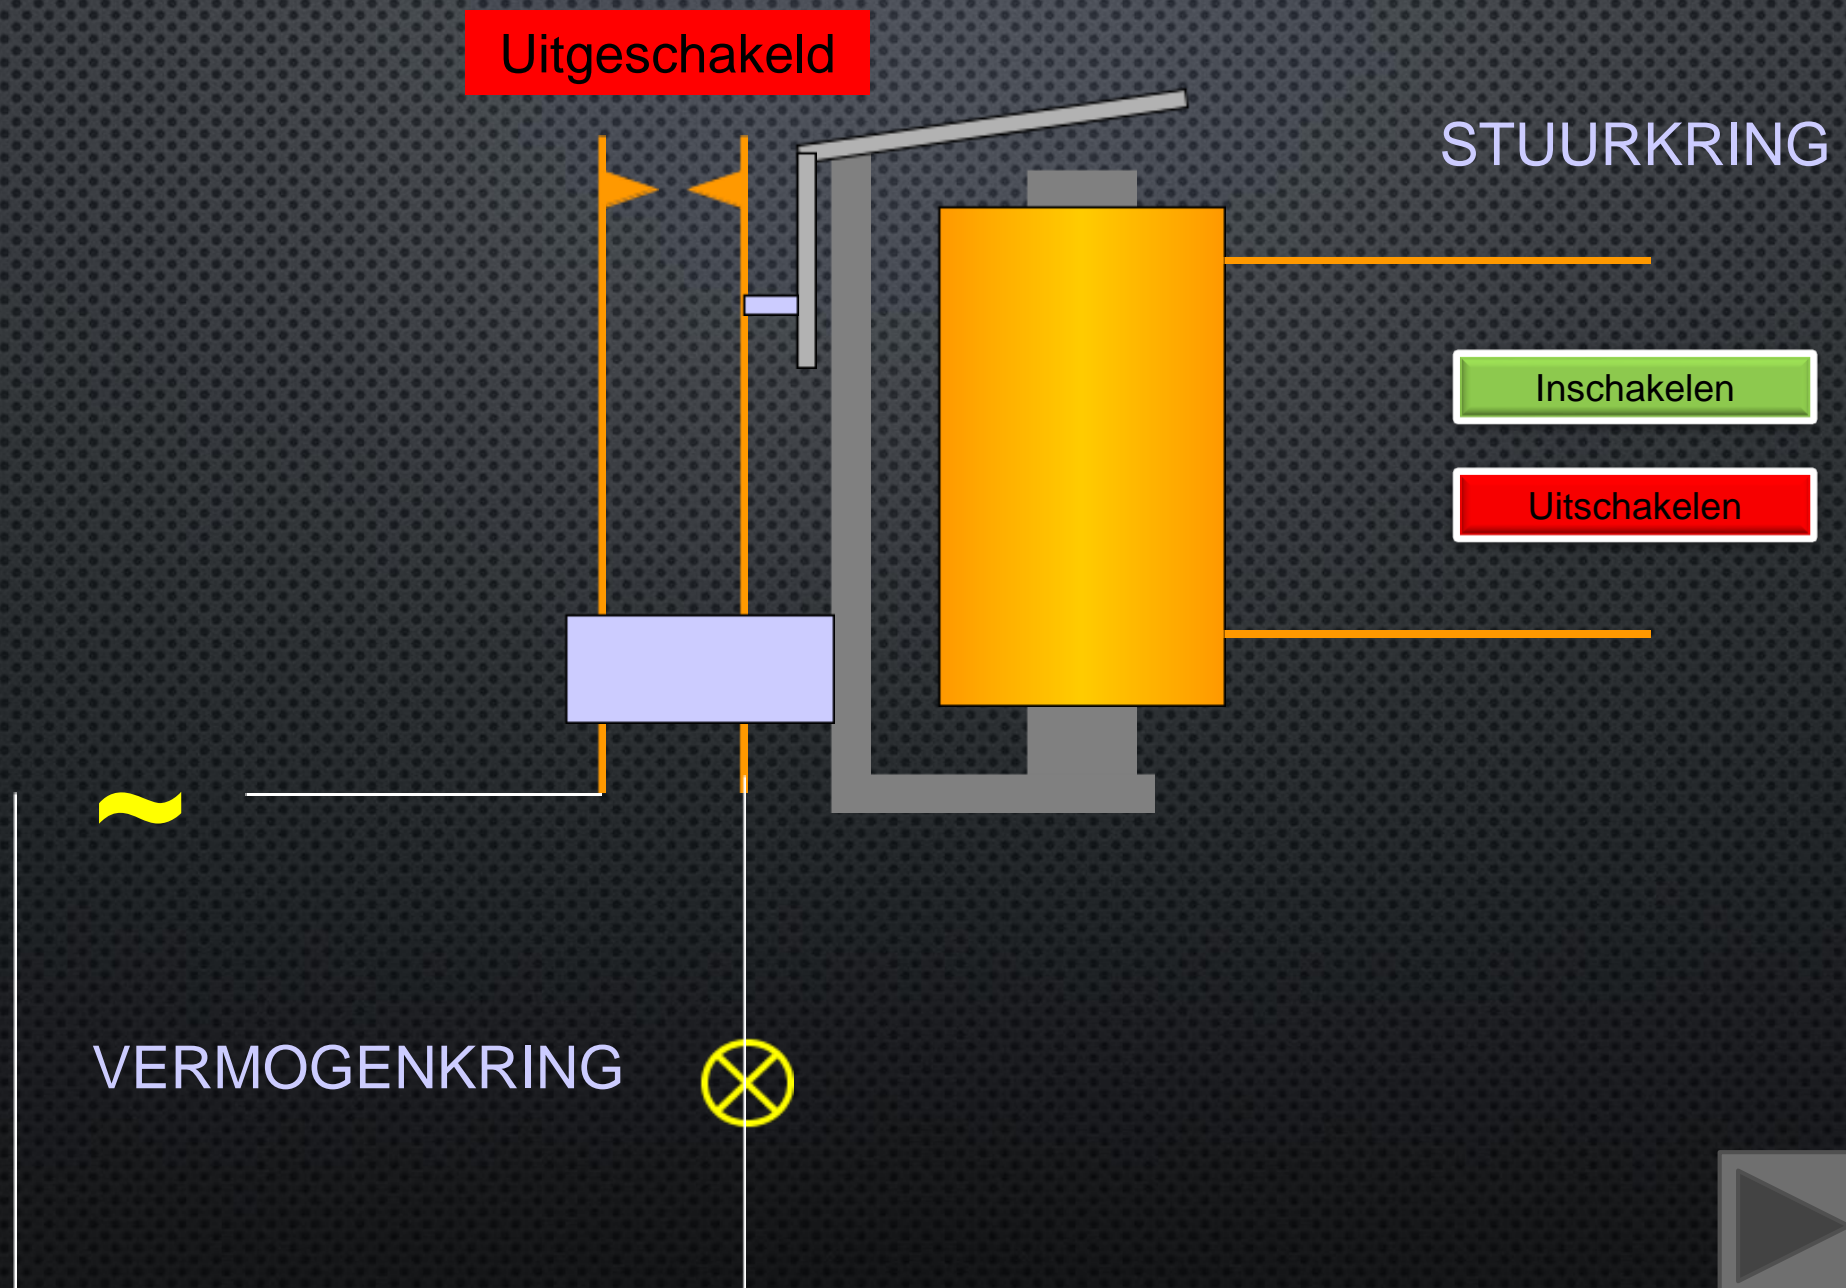 Uitgeschakeld
STUURKRING
Inschakelen
Uitschakelen
~
VERMOGENKRING